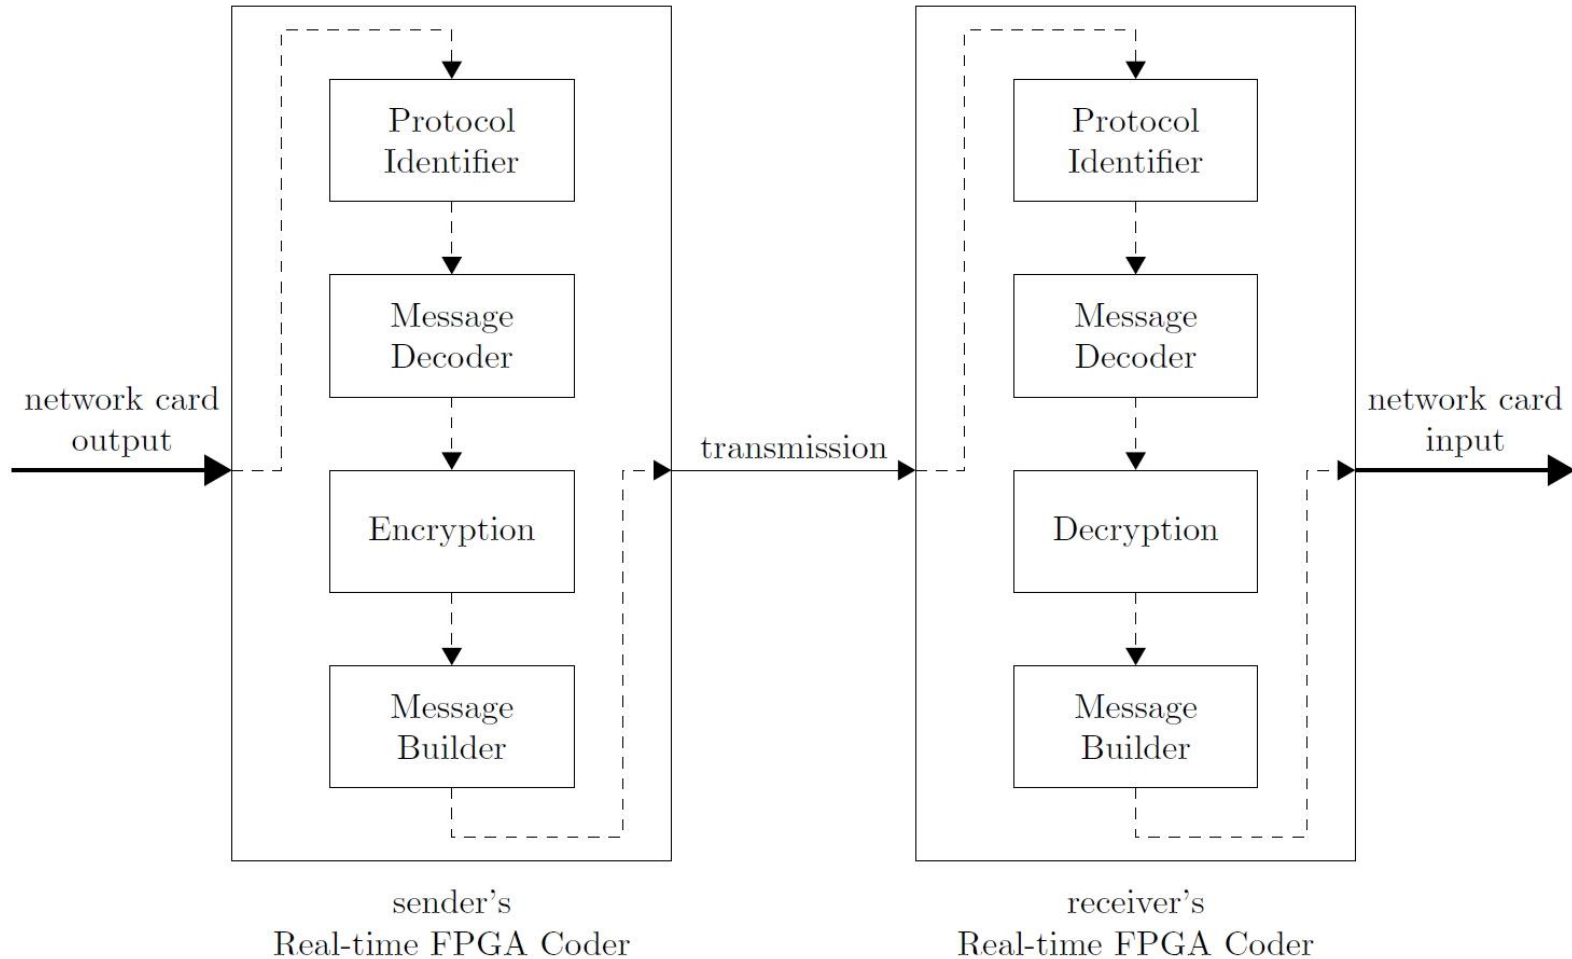 network card
output
Protocol
Identifier
Message
Decoder
Encryption
Message
Builder
sender's
Real-time FPGA Coder
transmission
Protocol
Identifier
Message
Decoder
Decryption
Message
Builder
receiver's
Real-time FPGA Coder
network card
input